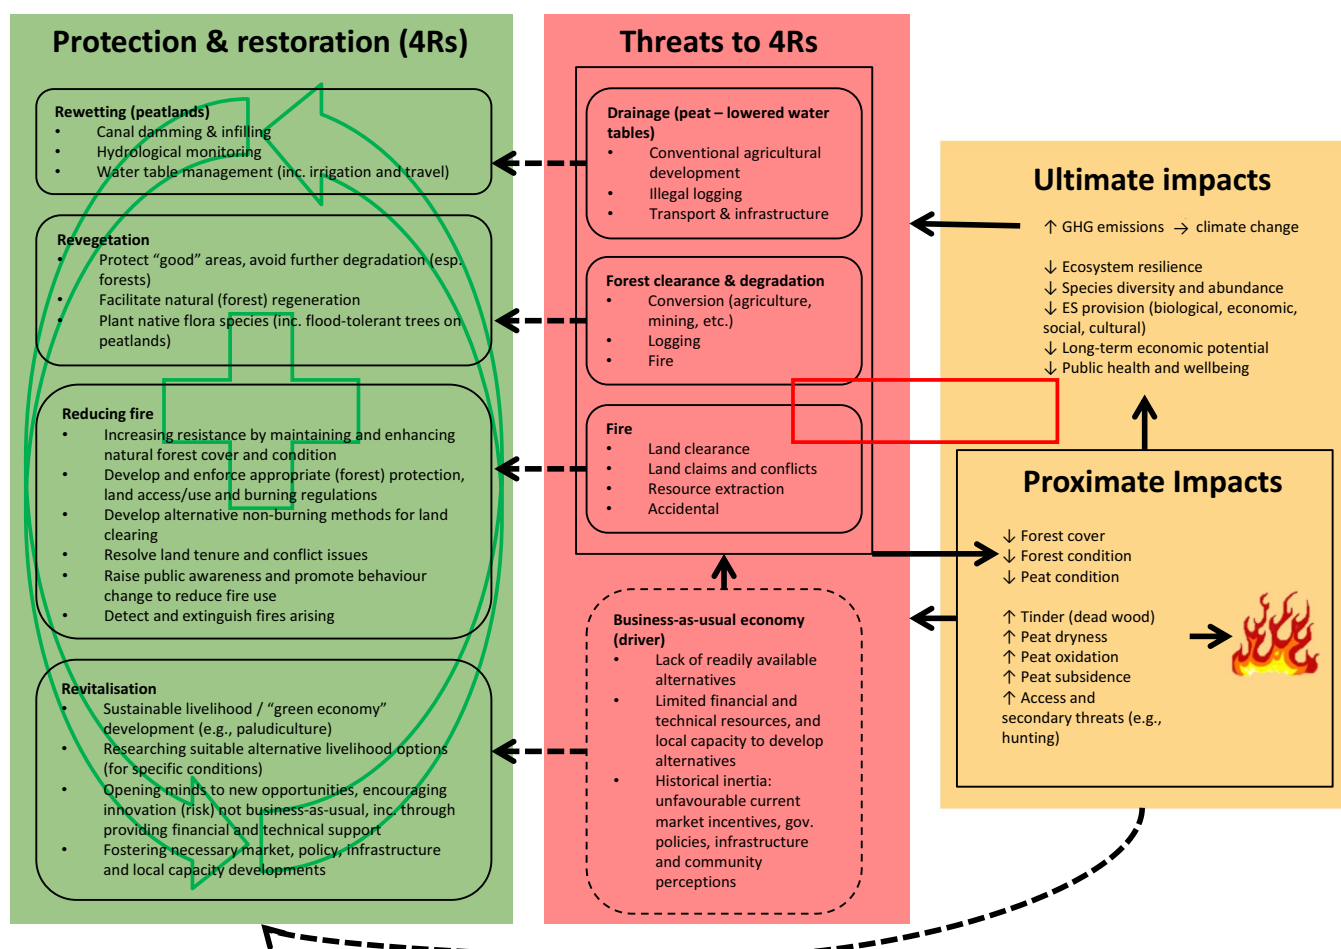 Protection & restoration (4Rs)
Rewetting (peatlands)
• Canal damming & infilling
• Hydrological monitoring
• Water table management (inc. irrigation and travel)
Revegetation
• Protect “good” areas, avoid further degradation (esp.
forests)
• Facilitate natural (forest) regeneration
• Plant native flora species (inc. flood-tolerant trees on
peatlands)
Reducing fire
• Increasing resistance by maintaining and enhancing
natural forest cover and condition
• Develop and enforce appropriate (forest) protection,
land access/use and burning regulations
• Develop alternative non-burning methods for land
clearing
• Resolve land tenure and conflict issues
• Raise public awareness and promote behaviour
change to reduce fire use
• Detect and extinguish fires arising
Revitalisation
• Sustainable livelihood / “green economy”
development (e.g., paludiculture)
• Researching suitable alternative livelihood options
(for specific conditions)
• Opening minds to new opportunities, encouraging
innovation (risk) not business-as-usual, inc. through
providing financial and technical support
• Fostering necessary market, policy, infrastructure
and local capacity developments
Threats to 4Rs
Drainage (peat – lowered water
tables)
• Conventional agricultural
development
• Illegal logging
• Transport & infrastructure
Forest clearance & degradation
• Conversion (agriculture,
mining, etc.)
• Logging
• Fire
Fire
• Land clearance
• Land claims and conflicts
• Resource extraction
• Accidental
Business-as-usual economy
(driver)
• Lack of readily available
alternatives
• Limited financial and
technical resources, and
local capacity to develop
alternatives
• Historical inertia:
unfavourable current
market incentives, gov.
policies, infrastructure
and community
perceptions
Ultimate impacts
↑ GHG emissions → climate change
↓ Ecosystem resilience
↓ Species diversity and abundance
↓ ES provision (biological, economic,
social, cultural)
↓ Long-term economic potential
↓ Public health and wellbeing
Proximate Impacts
↓ Forest cover
↓ Forest condition
↓ Peat condition
↑ Tinder (dead wood)
↑ Peat dryness
↑ Peat oxidation
↑ Peat subsidence
↑ Access and
secondary threats (e.g.,
hunting)